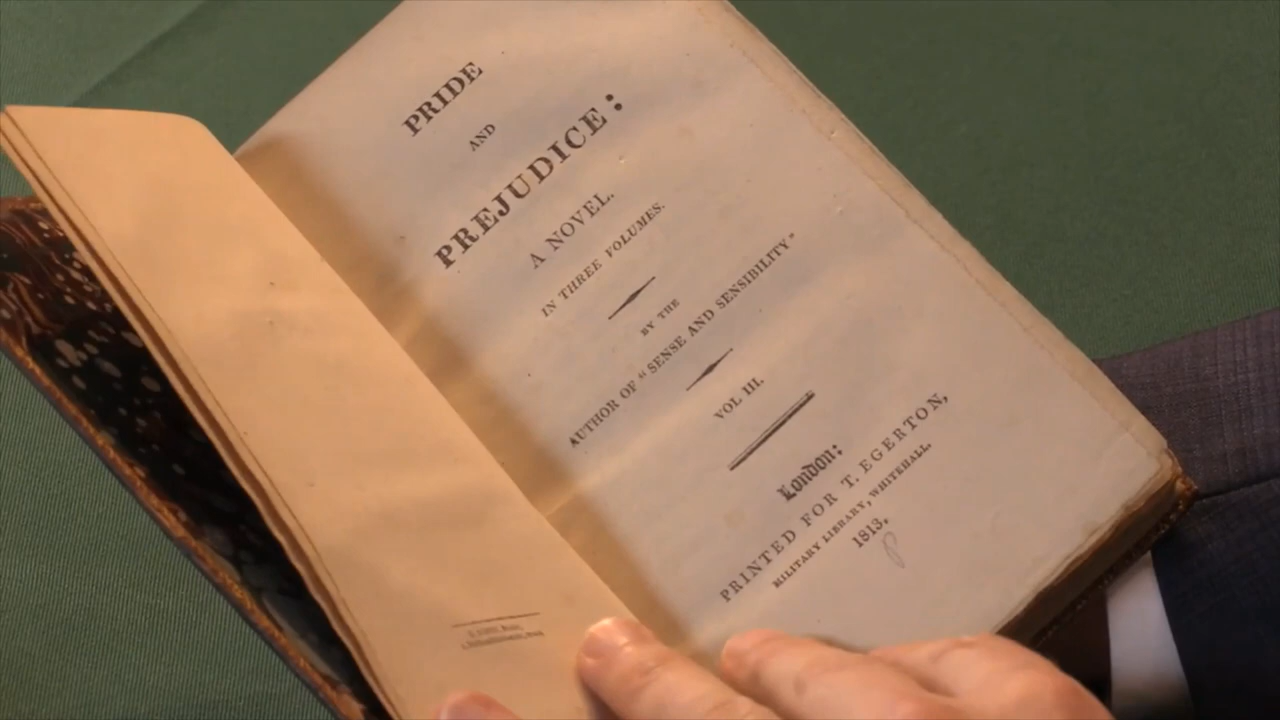 PRIDE
AND
PREJUDICE:
A NOVEL.
IN THREE VOLUMES.
BY THE
AUTHOR OF "SENSE AND SENSIBILITY"
VOL III.
London:
PRINTED FOR T. EGERTON,
MILITARY LIBRARY, WHITEHALL.
1813.